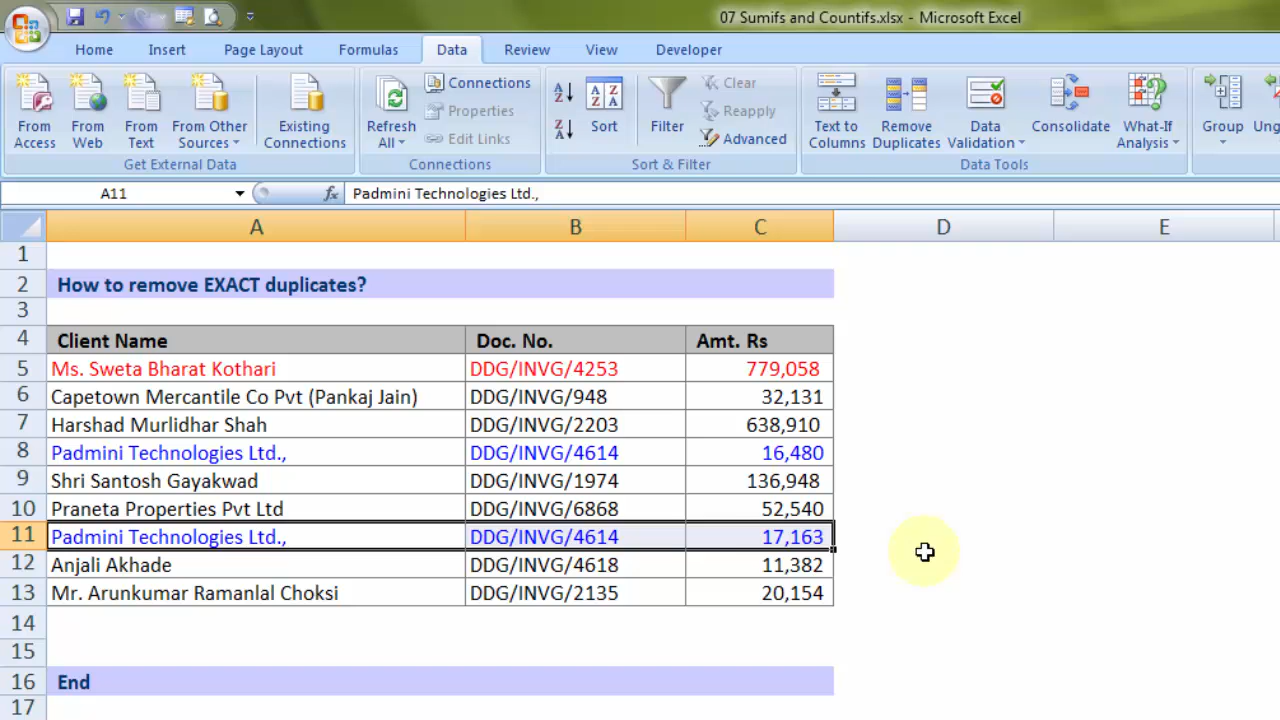 07 Sumifs and Countifs.xlsx - Microsoft Excel
Home Insert Page Layout Formulas Data Review View Developer
From Access From Web From Text From Other Sources Existing Connections
Get External Data
Refresh All Connections Properties Edit Links
Connections
Sort Filter Clear Reapply Advanced
Sort & Filter
Text to Columns Remove Duplicates Data Validation Consolidate What-If Analysis
Data Tools
Group Ung
A11 fx Padmini Technologies Ltd.,
A B C D E
1
2 How to remove EXACT duplicates?
3
4 Client Name Doc. No. Amt. Rs
5 Ms. Sweta Bharat Kothari DDG/INVG/4253 779,058
6 Capetown Mercantile Co Pvt (Pankaj Jain) DDG/INVG/948 32,131
7 Harshad Murlidhar Shah DDG/INVG/2203 638,910
8 Padmini Technologies Ltd., DDG/INVG/4614 16,480
9 Shri Santosh Gayakwad DDG/INVG/1974 136,948
10 Praneta Properties Pvt Ltd DDG/INVG/6868 52,540
11 Padmini Technologies Ltd., DDG/INVG/4614 17,163
12 Anjali Akhade DDG/INVG/4618 11,382
13 Mr. Arunkumar Ramanlal Choksi DDG/INVG/2135 20,154
14
15
16 End
17